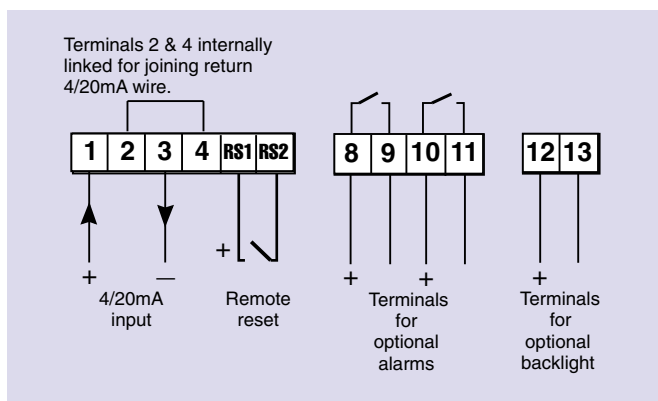 Terminals 2 & 4 internally
linked for joining return
4/20mA wire.
1 2 3 4 RS1 RS2 8 9 10 11 12 13
+ — + + + +
4/20mA
input
Remote
reset
Terminals
for
optional
alarms
Terminals
for
optional
backlight